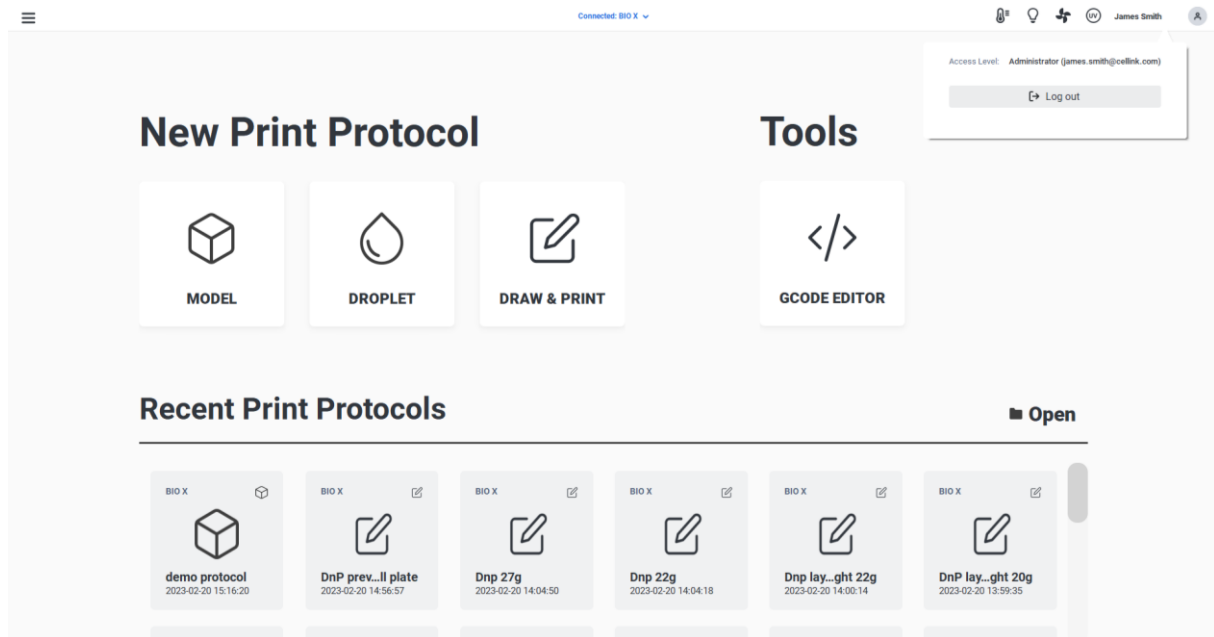 Connected: BIO X
UV
James Smith
Access Level: Administrator (james.smith@cellink.com)
Log out
New Print Protocol
Tools
MODEL
DROPLET
DRAW & PRINT
GCODE EDITOR
Recent Print Protocols
Open
BIO X
demo protocol
2023-02-20 15:16:20
BIO X
DnP prev...ll plate
2023-02-20 14:56:57
BIO X
Dnp 27g
2023-02-20 14:04:50
BIO X
Dnp 22g
2023-02-20 14:04:18
BIO X
Dnp lay...ght 22g
2023-02-20 14:00:14
BIO X
DnP lay...ght 20g
2023-02-20 13:59:35